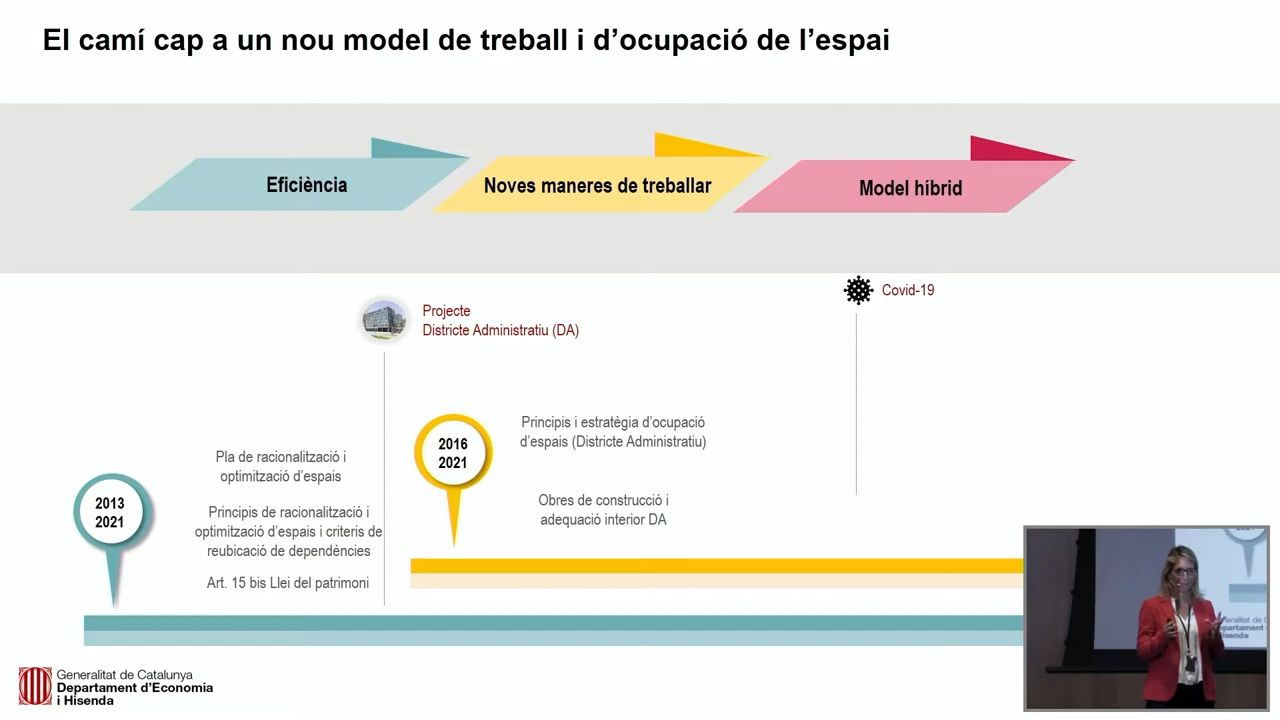 El camí cap a un nou model de treball i d’ocupació de l’espai
Eficiència
Noves maneres de treballar
Model híbrid
Covid-19
Projecte
Districte Administratiu (DA)
2016
2021
Principis i estratègia d’ocupació
d’espais (Districte Administratiu)
Obres de construcció i
adequació interior DA
2013
2021
Pla de racionalització i
optimització d’espais
Principis de racionalització i
optimització d’espais i criteris de
reubicació de dependències
Art. 15 bis Llei del patrimoni
Generalitat de Catalunya
Departament d’Economia
i Hisenda